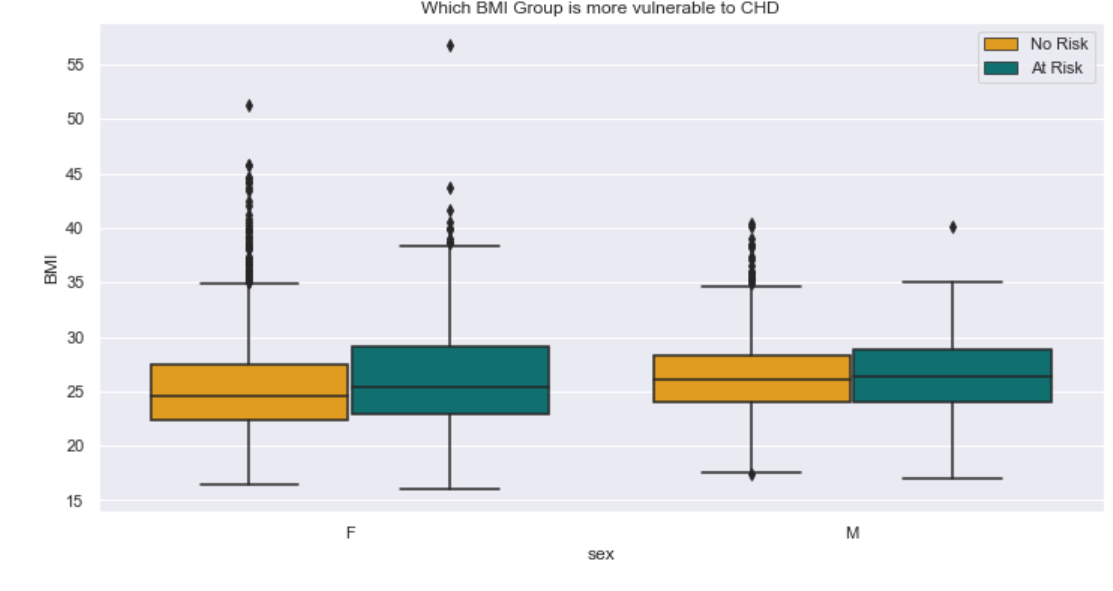 Which BMI Group is more vulnerable to CHD
No Risk
At Risk
55
50
45
40
35
30
25
20
15
BMI
F
M
sex